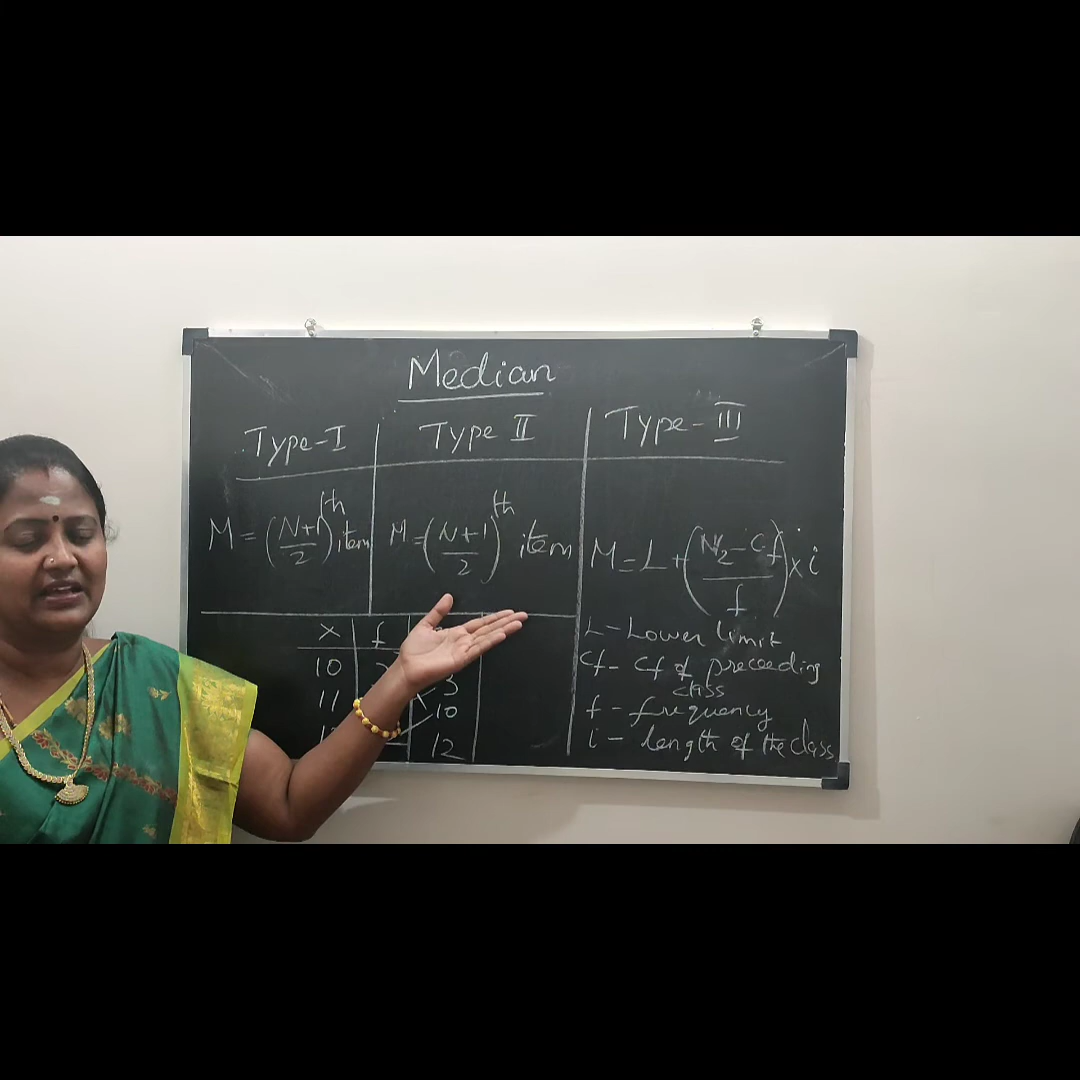 Median
Type-I
Type II
Type-III
M = (N+1/2)th item
M = (N+1/2)th item
M = L + (N/2 - Cf / f) x i
L - Lower limit
Cf - Cf of preceeding
class
f - frequency
i - length of the class
x f
10
11
3
10
12